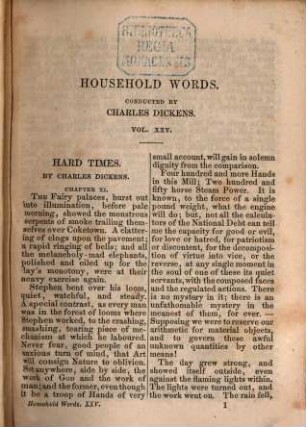 BIBLIOTHECA
REGIA
MONACENSIS
HOUSEHOLD WORDS.
CONDUCTED BY
CHARLES DICKENS.
VOL. XXV.
HARD TIMES.
BY CHARLES DICKENS.
CHAPTER XI.
THE Fairy palaces, burst out
into illumination, before pale
morning, showed the monstrous
serpents of smoke trailing them-
selves over Coketown. A clatter-
ing of clogs upon the pavement;
a rapid ringing of bells; and all
the melancholy-mad elephants,
polished and oiled up for the
day's monotony, were at their
heavy exercise again.
Stephen bent over his loom,
quiet, watchful, and steady.
A special contrast, as every man
was in the forest of looms where
Stephen worked, to the crashing,
smashing, tearing piece of me-
chanism at which he laboured.
Never fear, good people of an
anxious turn of mind, that Art
will consign Nature to oblivion.
Set anywhere, side by side, the
work of GOD and the work of
man; and the former, even though
it be a troop of Hands of very
Household Words. XXV.
small account, will gain in solemn
dignity from the comparison.
Four hundred and more Hands
in this Mill; Two hundred and
fifty horse Steam Power. It is
known, to the force of a single
pound weight, what the engine
will do; but, not all the calcula-
tors of the National Debt can tell
me the capacity for good or evil,
for love or hatred, for patriotism
or discontent, for the decomposi-
tion of virtue into vice, or the
reverse, at any single moment in
the soul of one of these its quiet
servants, with the composed faces
and the regulated actions. There
is no mystery in it; there is an
unfathomable mystery in the
meanest of them, for ever. —
Supposing we were to reserve our
arithmetic for material objects,
and to govern these awful
unknown quantities by other
means!
The day grew strong, and
showed itself outside, even
against the flaming lights within.
The lights were turned out, and
the work went on. The rain fell,
1